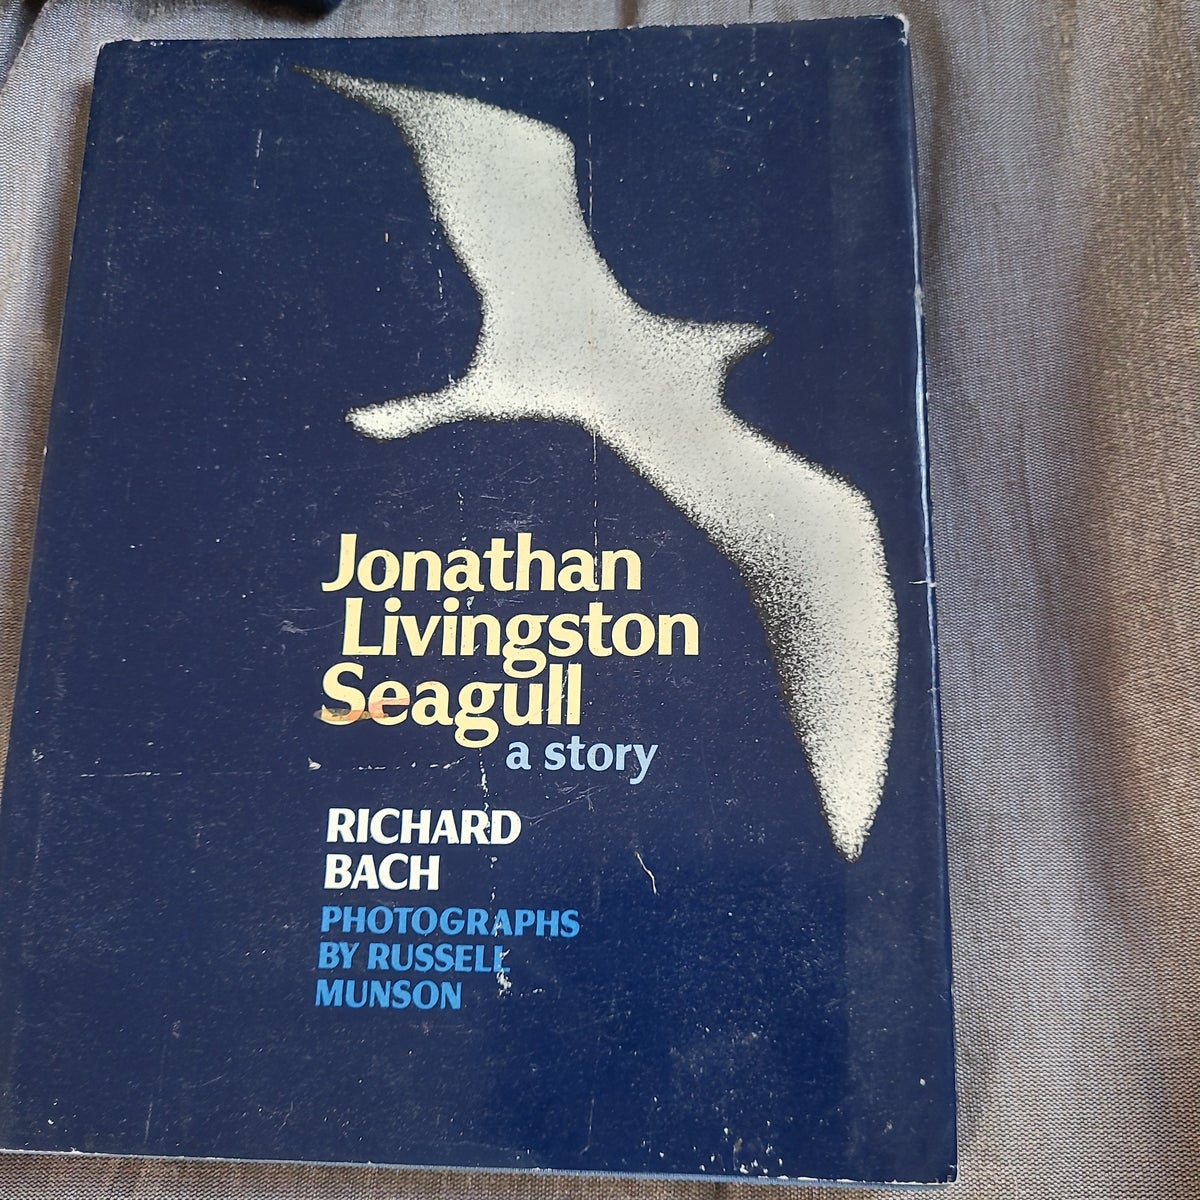 Jonathan
Livingston
Seagull
a story
RICHARD
BACH
PHOTOGRAPHS
BY RUSSELL
MUNSON